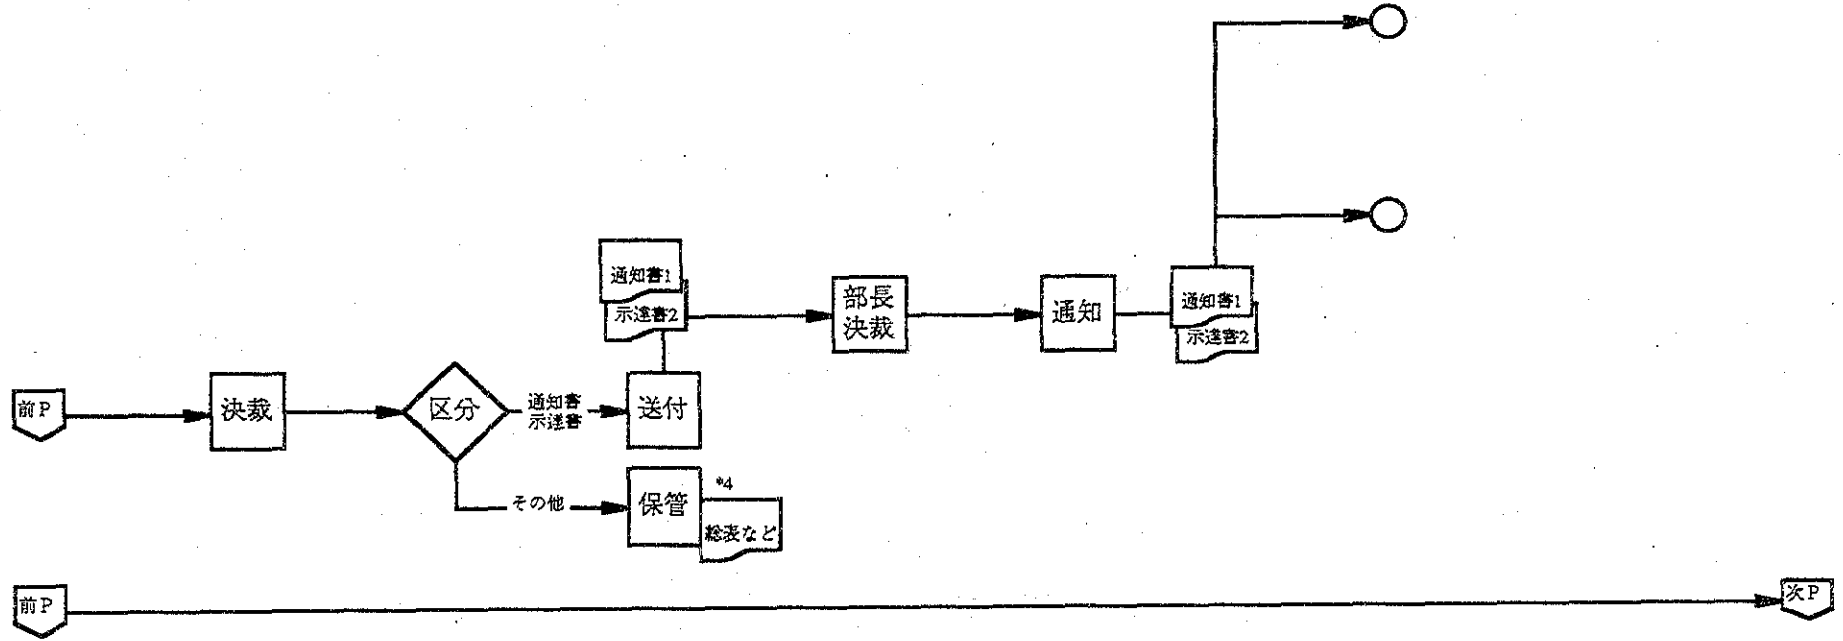 通知書1
示達書2
部長
決裁
通知
通知書1
示達書2
前P
決裁
区分
通知書
示達書
送付
その他
保管
*4
総表など
前P
次P